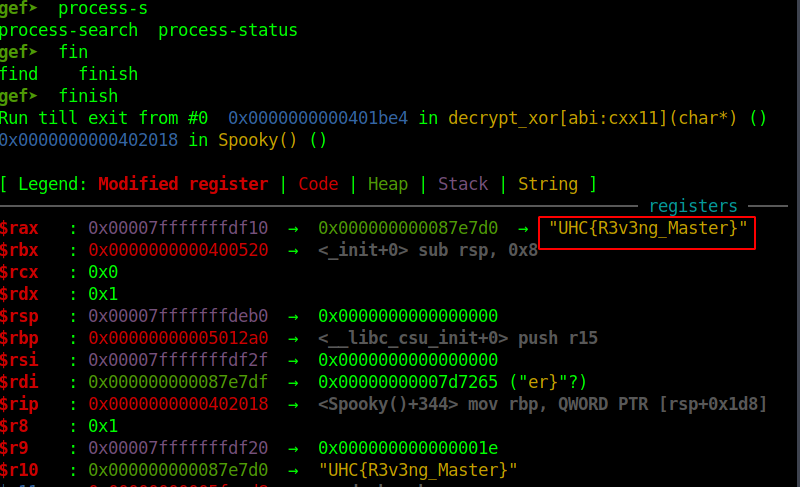 gef➤  process-s
process-search  process-status
gef➤  fin
find    finish
gef➤  finish
Run till exit from #0  0x0000000000401be4 in decrypt_xor[abi:cxx11](char*) ()
0x0000000000402018 in Spooky() ()
[ Legend: Modified register | Code | Heap | Stack | String ]
registers
$rax   : 0x00007fffffffdf10  →  0x000000000087e7d0  →  "UHC{R3v3ng_Master}"
$rbx   : 0x0000000000400520  →  <_init+0> sub rsp, 0x8
$rcx   : 0x0
$rdx   : 0x1
$rsp   : 0x00007fffffffdeb0  →  0x0000000000000000
$rbp   : 0x00000000005012a0  →  <__libc_csu_init+0> push r15
$rsi   : 0x00007fffffffdf2f  →  0x0000000000000000
$rdi   : 0x000000000087e7df  →  0x00000000007d7265 ("er}"?)
$rip   : 0x0000000000402018  →  <Spooky()+344> mov rbp, QWORD PTR [rsp+0x1d8]
$r8    : 0x1
$r9    : 0x00007fffffffdf20  →  0x000000000000001e
$r10   : 0x000000000087e7d0  →  "UHC{R3v3ng_Master}"